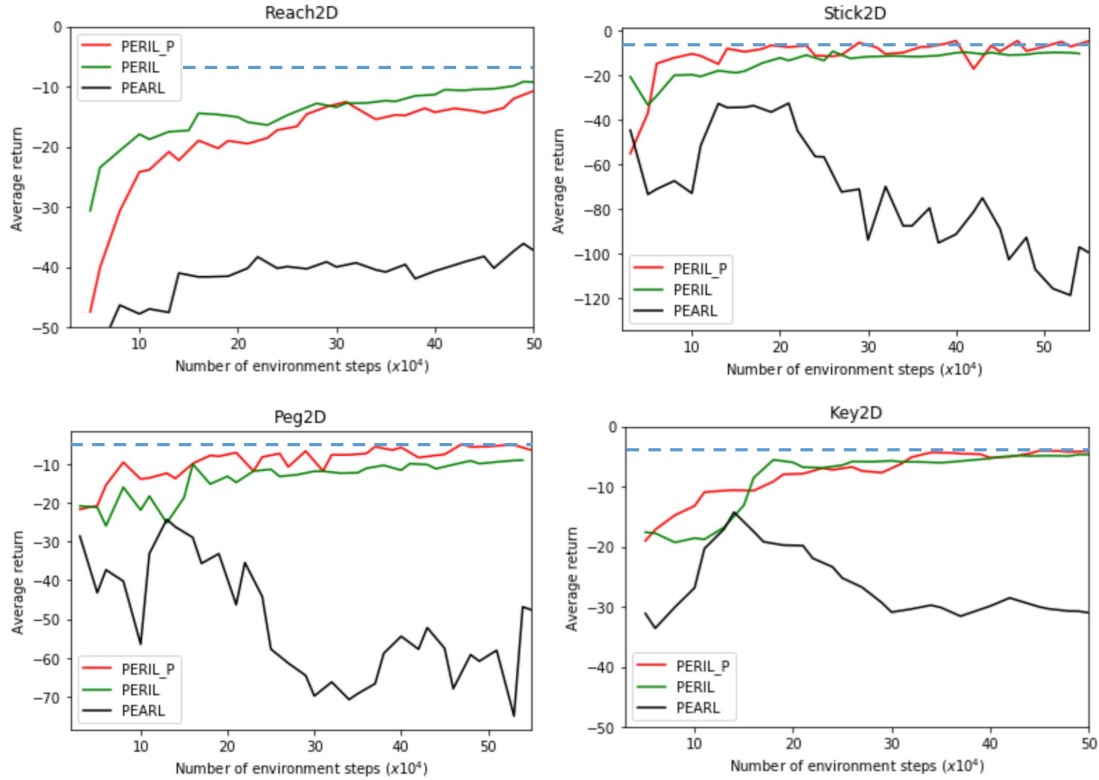 Reach2D
0
−10
−20
−30
−40
−50
Average return
PERIL_P
PERIL
PEARL
10
20
30
40
50
Number of environment steps (x10⁴)
Stick2D
0
−20
−40
−60
−80
−100
−120
Average return
PERIL_P
PERIL
PEARL
10
20
30
40
50
Number of environment steps (x10⁴)
Peg2D
−10
−20
−30
−40
−50
−60
−70
Average return
PERIL_P
PERIL
PEARL
10
20
30
40
50
Number of environment steps (x10⁴)
Key2D
0
−10
−20
−30
−40
−50
Average return
PERIL_P
PERIL
PEARL
10
20
30
40
50
Number of environment steps (x10⁴)